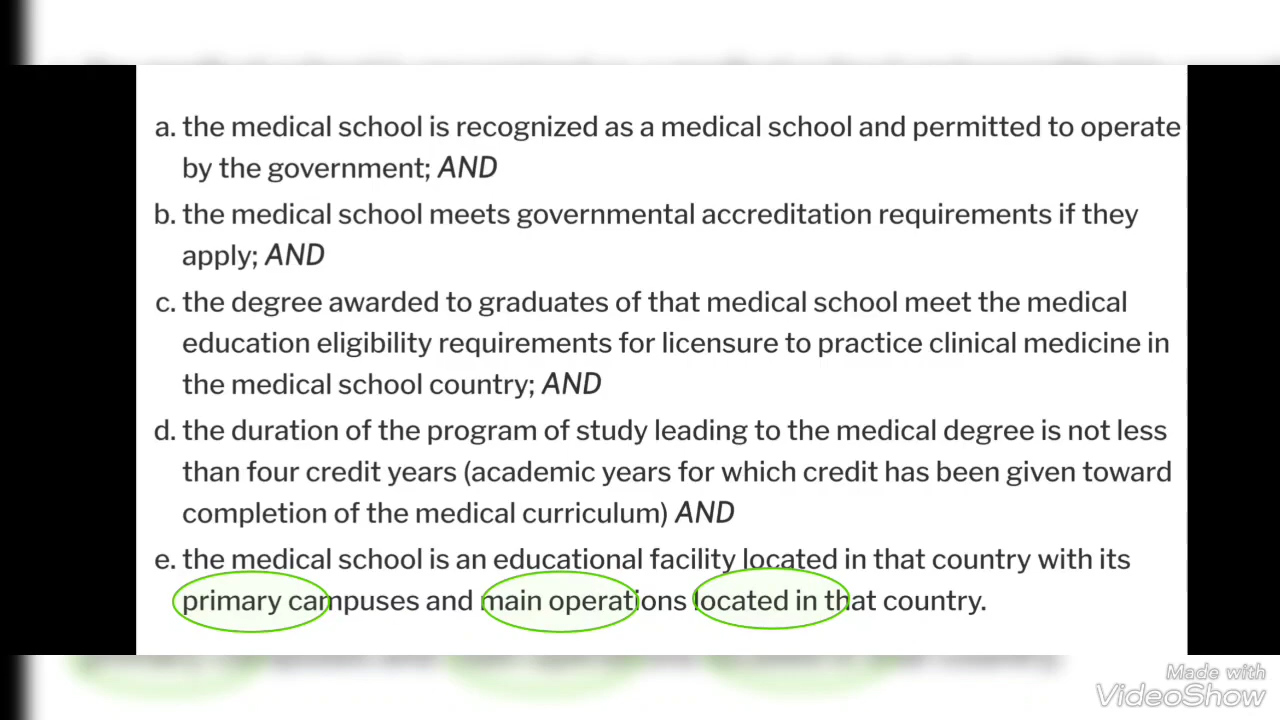 a. the medical school is recognized as a medical school and permitted to operate
by the government; AND
b. the medical school meets governmental accreditation requirements if they
apply; AND
c. the degree awarded to graduates of that medical school meet the medical
education eligibility requirements for licensure to practice clinical medicine in
the medical school country; AND
d. the duration of the program of study leading to the medical degree is not less
than four credit years (academic years for which credit has been given toward
completion of the medical curriculum) AND
e. the medical school is an educational facility located in that country with its
primary campuses and main operations located in that country.
Made with
VideoShow